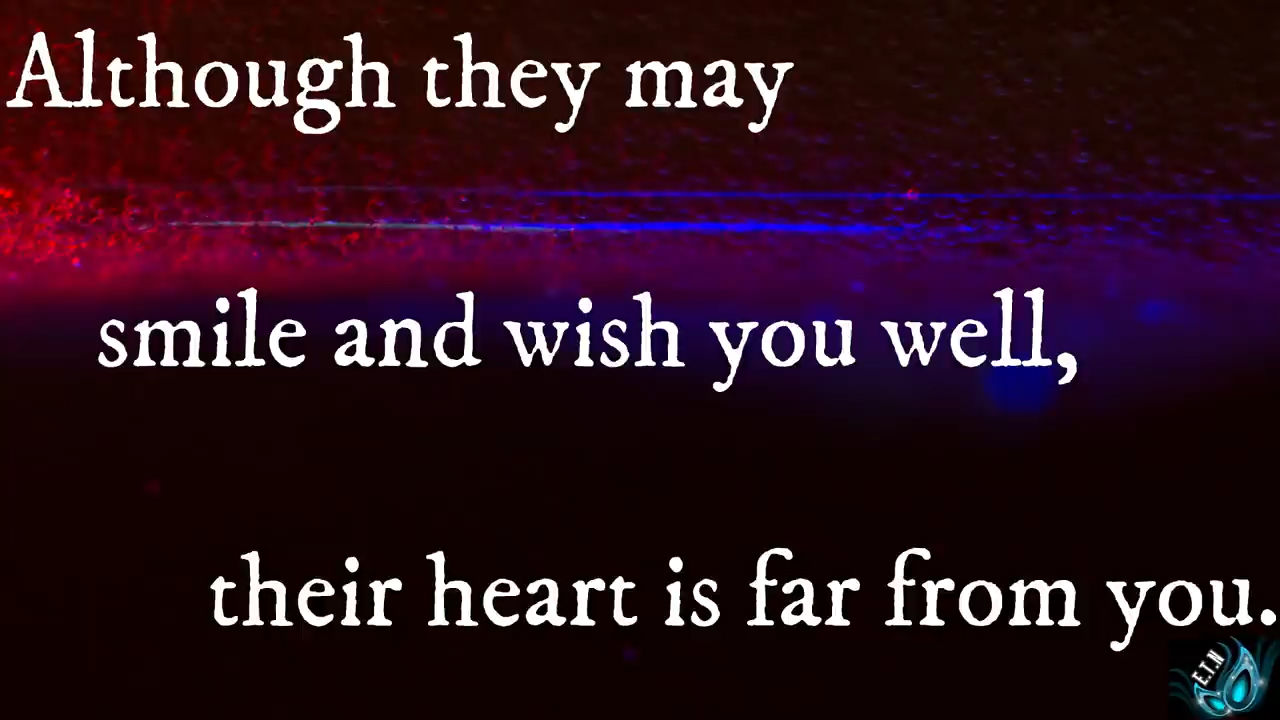 Although they may
smile and wish you well,
their heart is far from you.
E.T.N